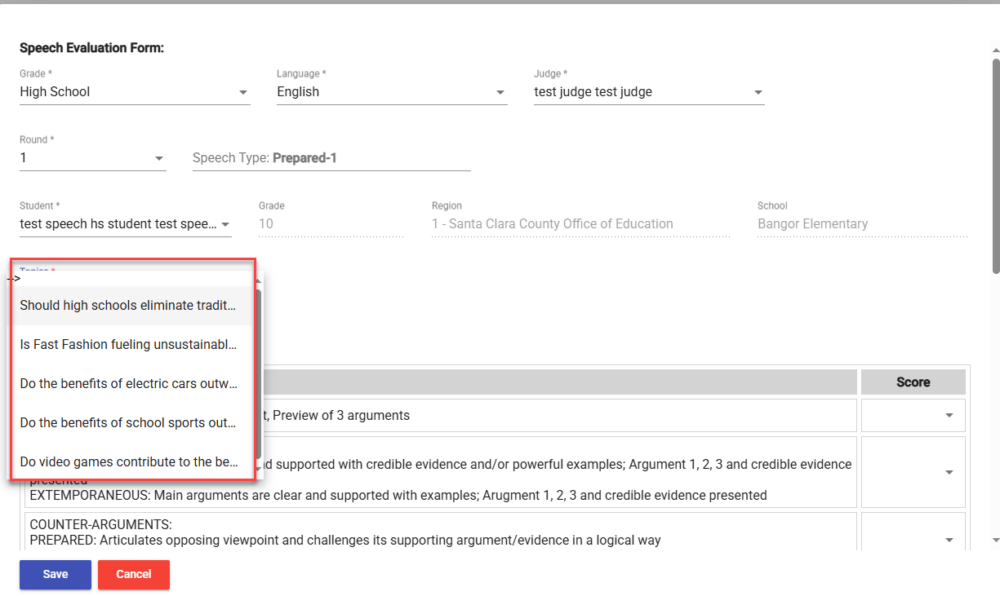 Speech Evaluation Form:
Grade * Language * Judge *
High School English test judge test judge
Round *
1 Speech Type: Prepared-1
Student * Grade Region School
test speech hs student test spee... 10 1 - Santa Clara County Office of Education Bangor Elementary
Topics *
-->
Should high schools eliminate tradit...
Is Fast Fashion fueling unsustainabl...
Do the benefits of electric cars outw...
Score
Do the benefits of school sports out...
t, Preview of 3 arguments
Do video games contribute to the be...
d supported with credible evidence and/or powerful examples; Argument 1, 2, 3 and credible evidence
presented
EXTEMPORANEOUS: Main arguments are clear and supported with examples; Arugment 1, 2, 3 and credible evidence presented
COUNTER-ARGUMENTS:
PREPARED: Articulates opposing viewpoint and challenges its supporting argument/evidence in a logical way
Save Cancel